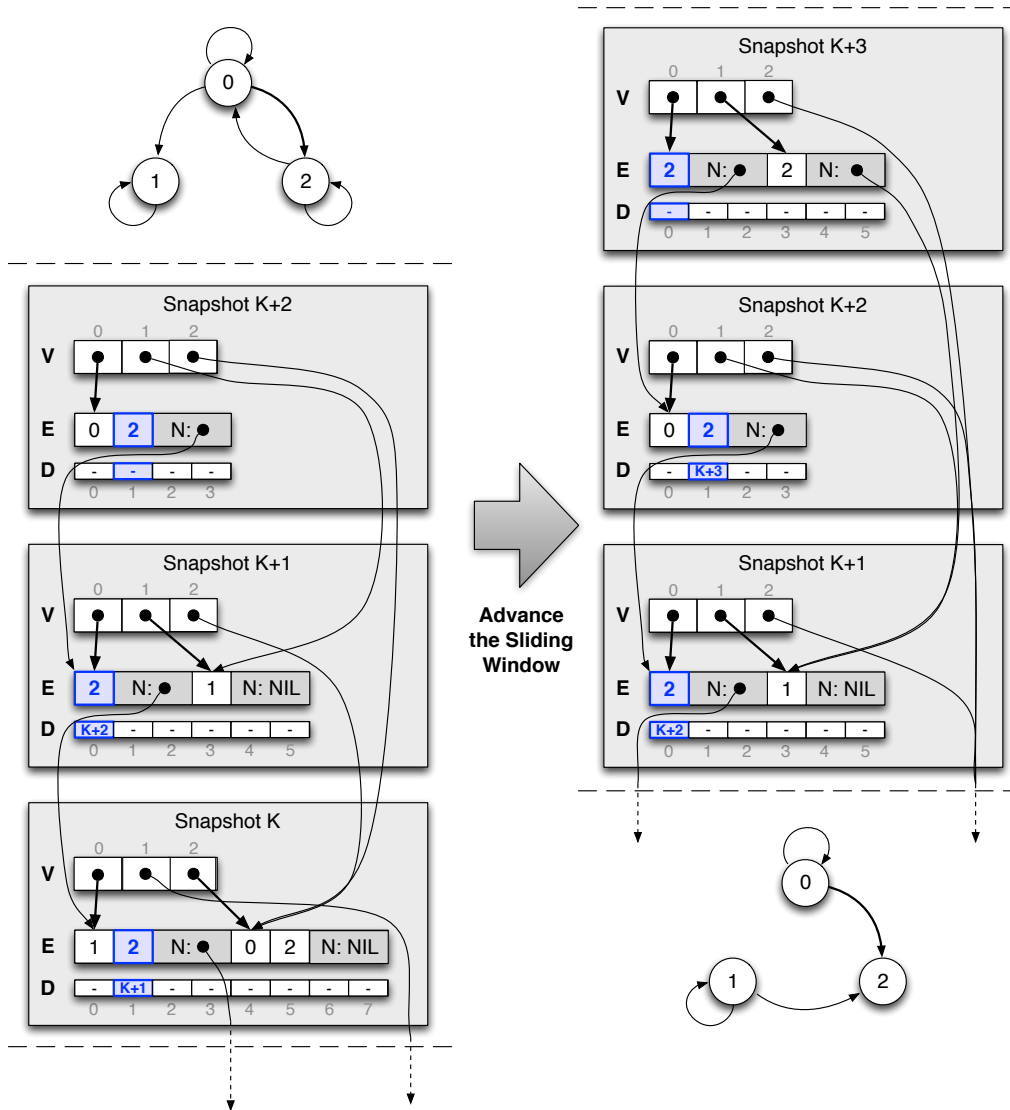 0
1
2
Snapshot K+2
0 1 2
V
E 0 2 N:
D - - - -
0 1 2 3
Snapshot K+1
0 1 2
V
E 2 N: 1 N: NIL
D K+2 - - - - -
0 1 2 3 4 5
Snapshot K
0 1 2
V
E 1 2 N: 0 2 N: NIL
D - K+1 - - - - - -
0 1 2 3 4 5 6 7
Advance
the Sliding
Window
Snapshot K+3
0 1 2
V
E 2 N: 2 N:
D - - - - - -
0 1 2 3 4 5
Snapshot K+2
0 1 2
V
E 0 2 N:
D - K+3 - -
0 1 2 3
Snapshot K+1
0 1 2
V
E 2 N: 1 N: NIL
D K+2 - - - - -
0 1 2 3 4 5
0
1
2